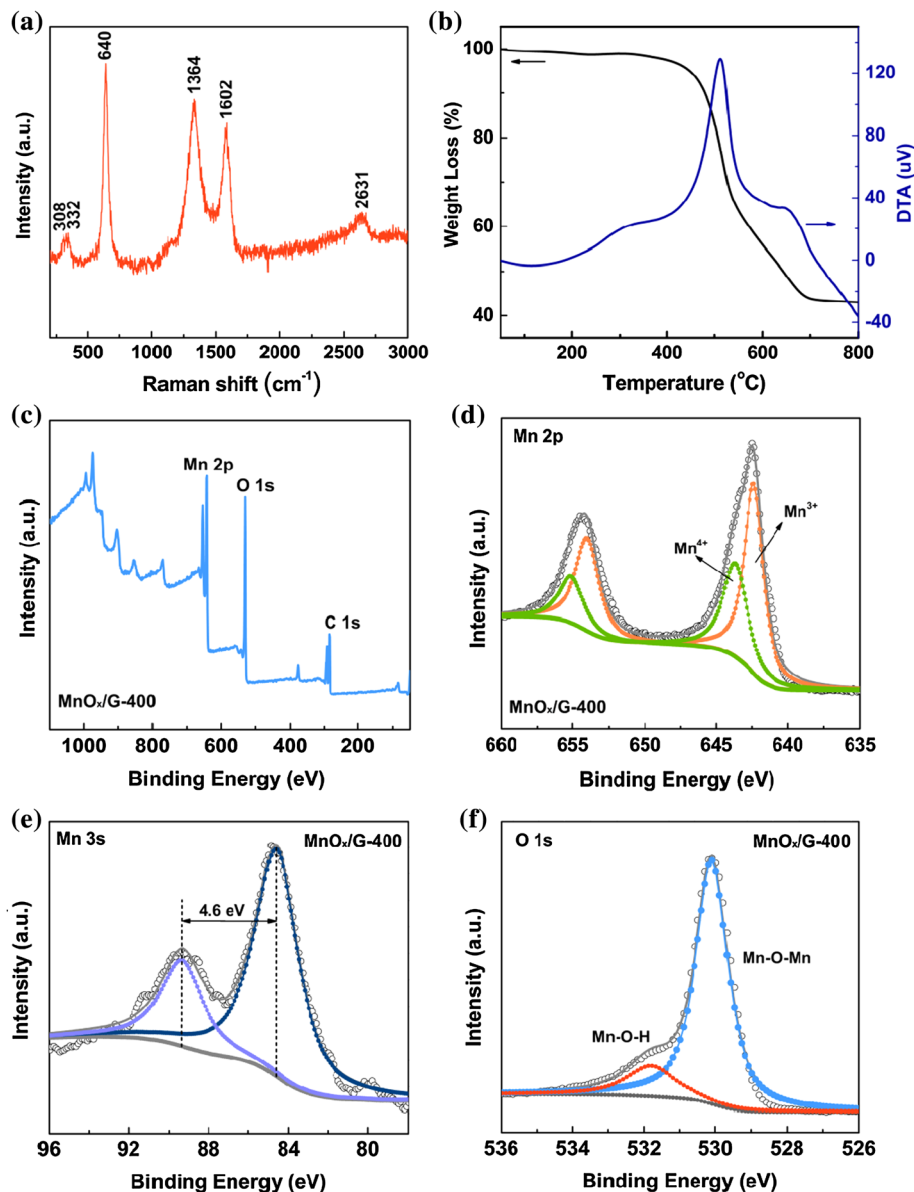 (a)
308
332
640
1364
1602
2631
Intensity (a.u.)
500 1000 1500 2000 2500 3000
Raman shift (cm⁻¹)
(b)
100
80
60
40
Weight Loss (%)
120
80
40
0
-40
DTA (uV)
200 400 600 800
Temperature (°C)
(c)
Mn 2p
O 1s
C 1s
MnOₓ/G-400
Intensity (a.u.)
1000 800 600 400 200
Binding Energy (eV)
(d)
Mn 2p
Mn⁴⁺
Mn³⁺
MnOₓ/G-400
Intensity (a.u.)
660 655 650 645 640 635
Binding Energy (eV)
(e)
Mn 3s
MnOₓ/G-400
4.6 eV
Intensity (a.u.)
96 92 88 84 80
Binding Energy (eV)
(f)
O 1s
MnOₓ/G-400
Mn-O-Mn
Mn-O-H
Intensity (a.u.)
536 534 532 530 528 526
Binding Energy (eV)